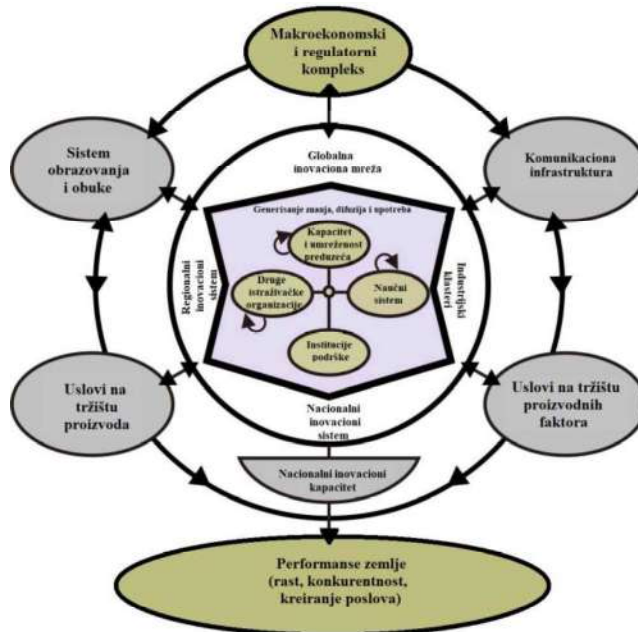 Makroekonomski
i regulatorni
kompleks
Sistem
obrazovanja
i obuke
Globalna
inovaciona mreža
Komunikaciona
infrastruktura
Generisanje znanja, difuzija i upotreba
Kapacitet
i umreženost
preduzeća
Regionalni
inovacioni
sistem
Druge
istraživačke
organizacije
Naučni
sistem
Industrijski
klasteri
Institucije
podrške
Uslovi na
tržištu
proizvoda
Nacionalni
inovacioni
sistem
Uslovi na
tržištu
proizvodnih
faktora
Nacionalni inovacioni
kapacitet
Performanse zemlje
(rast, konkurentnost,
kreiranje poslova)